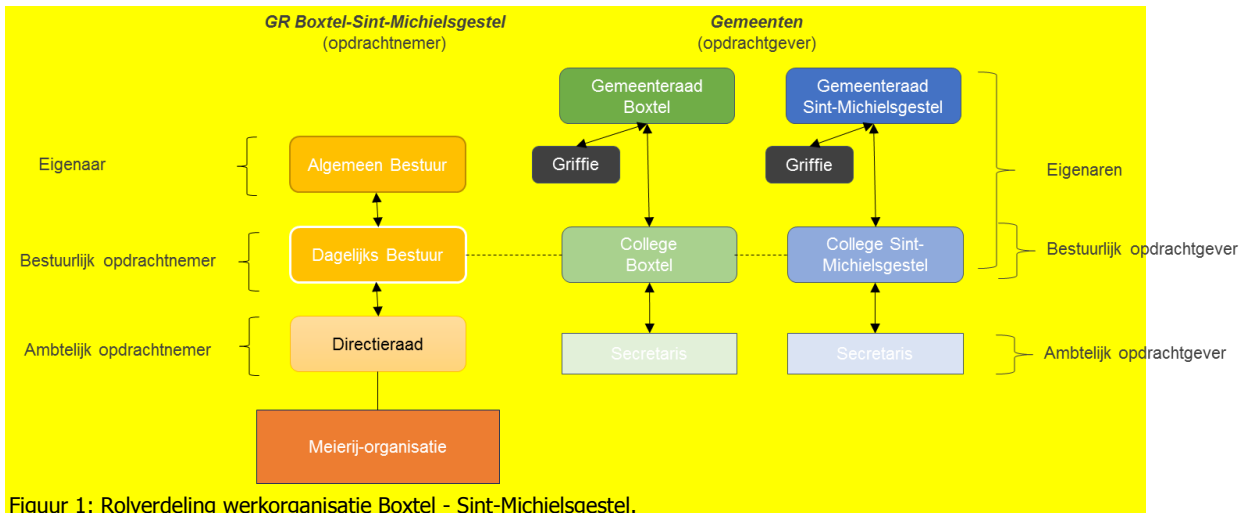 GR Boxtel-Sint-Michielsgestel
(opdrachtnemer)
Gemeenten
(opdrachtgever)
Gemeenteraad
Boxtel
Gemeenteraad
Sint-Michielsgestel
Eigenaar
Algemeen Bestuur
Griffie
Griffie
Eigenaren
Bestuurlijk opdrachtnemer
Dagelijks Bestuur
College
Boxtel
College Sint-
Michielsgestel
Bestuurlijk opdrachtgever
Ambtelijk opdrachtnemer
Directieraad
Secretaris
Secretaris
Ambtelijk opdrachtgever
Meierij-organisatie
Figuur 1: Rolverdeling werkorganisatie Boxtel - Sint-Michielsgestel.